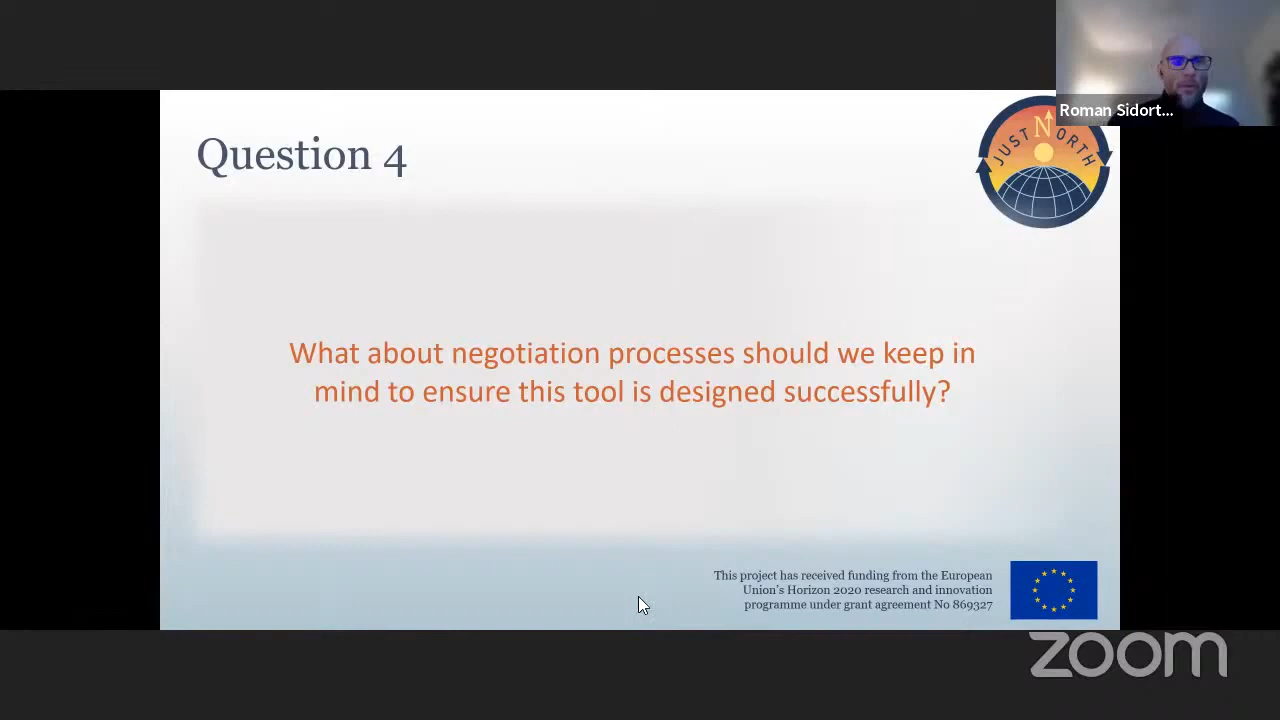 Roman Sidort...
Question 4
JUST NORTH
What about negotiation processes should we keep in
mind to ensure this tool is designed successfully?
This project has received funding from the European
Union's Horizon 2020 research and innovation
programme under grant agreement No 869327
zoom